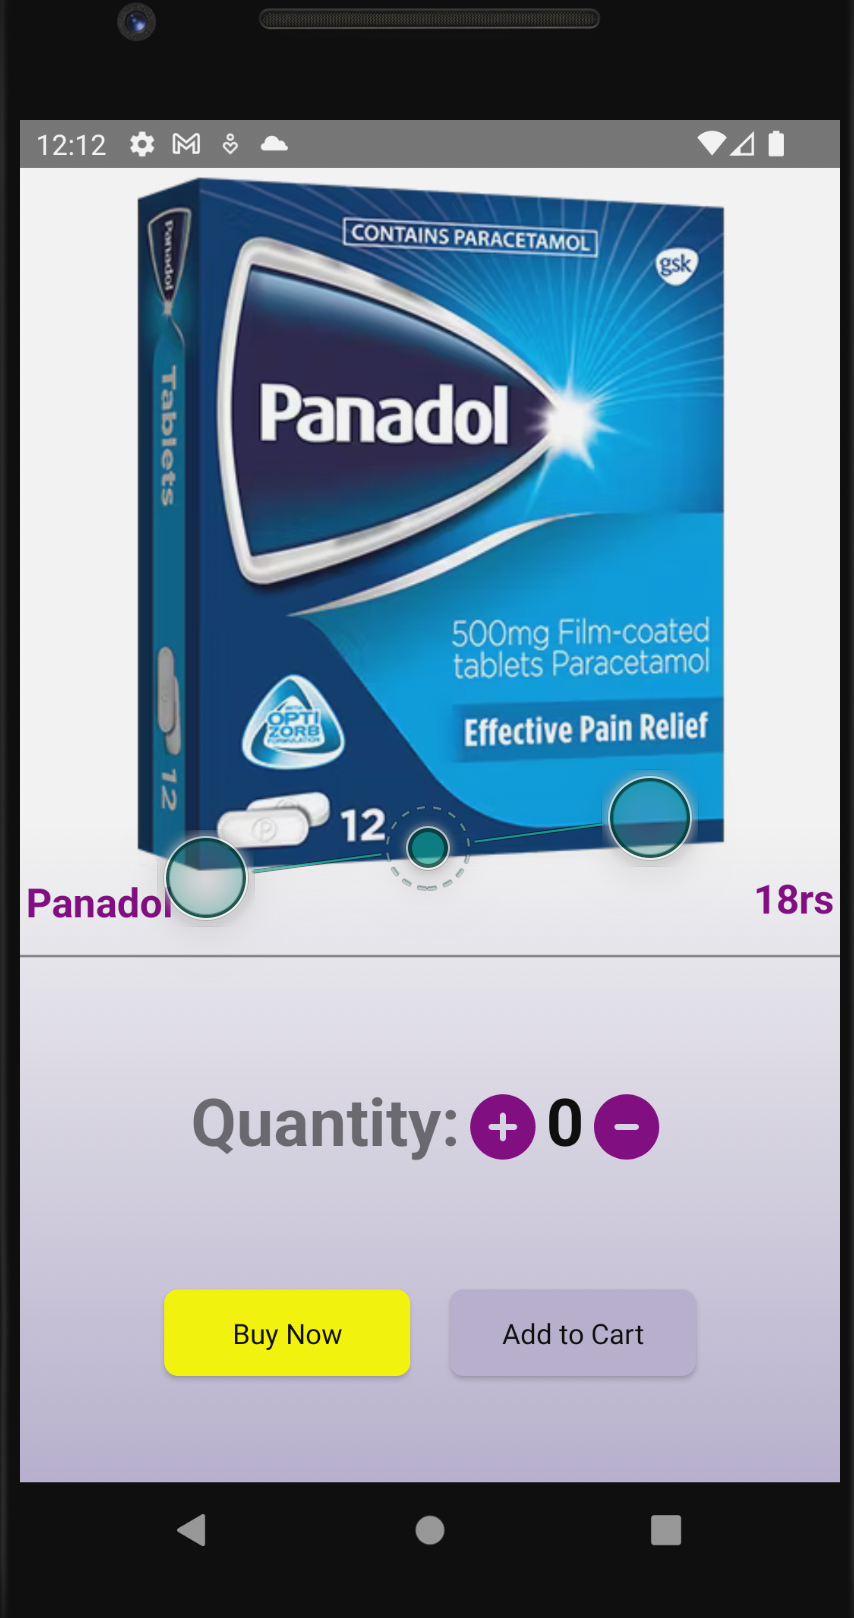 12:12
CONTAINS PARACETAMOL
gsk
Panadol
Panadol
Tablets
500mg Film-coated
tablets Paracetamol
OPTI
ZORB
Effective Pain Relief
12
12
Panadol
18rs
Quantity: + 0 -
Buy Now
Add to Cart